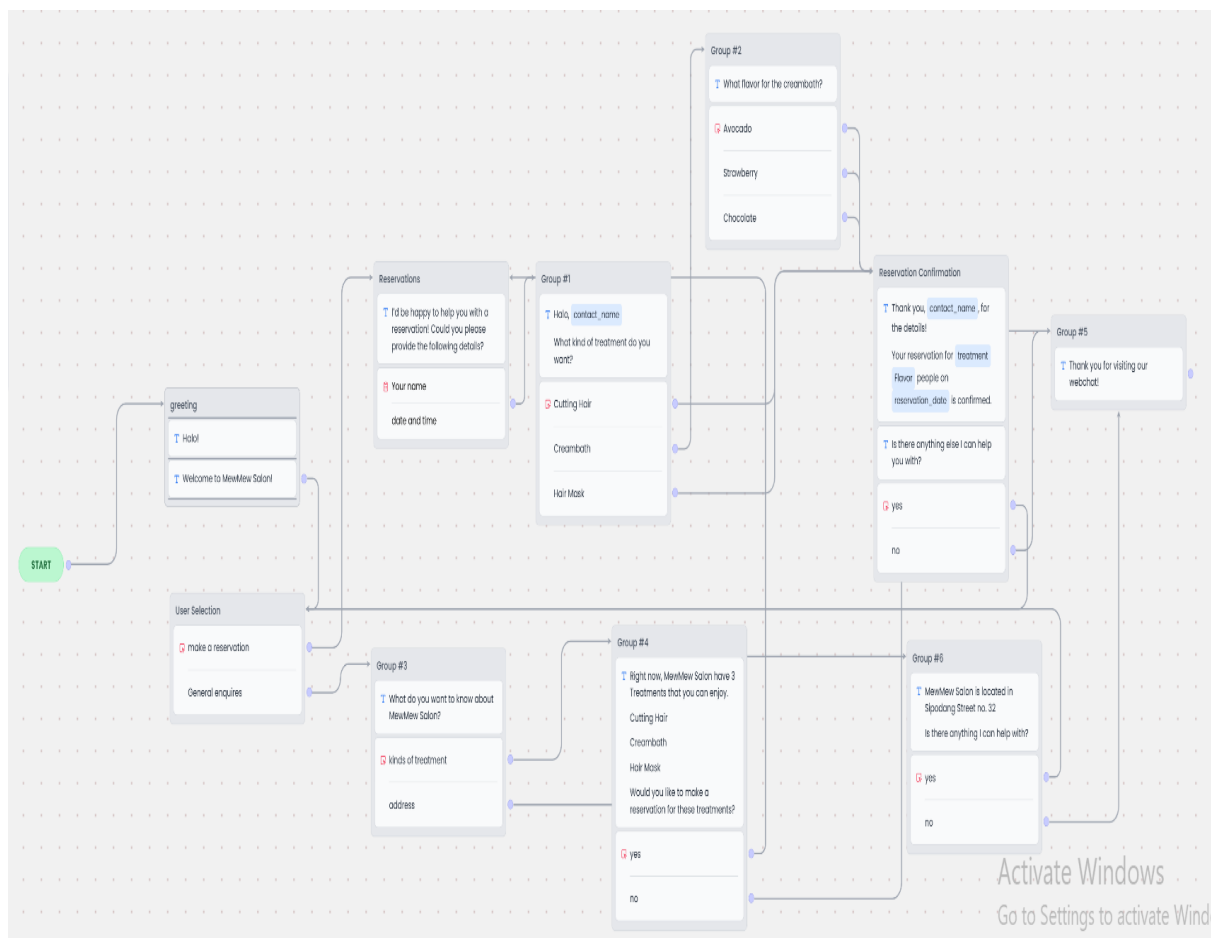 START
greeting
Halo!
Welcome to MewMew Salon!
User Selection
make a reservation
General enquires
Reservations
I'd be happy to help you with a
reservation! Could you please
provide the following details?
Your name
date and time
Group #1
Halo, contact_name
What kind of treatment do you
want?
Cutting Hair
Creambath
Hair Mask
Group #2
What flavor for the creambath?
Avocado
Strawberry
Chocolate
Group #3
What do you want to know about
MewMew Salon?
kinds of treatment
address
Group #4
Right now, MewMew Salon have 3
Treatments that you can enjoy.
Cutting Hair
Creambath
Hair Mask
Would you like to make a
reservation for these treatments?
yes
no
Reservation Confirmation
Thank you, contact_name , for
the details!
Your reservation for treatment
Flavor people on
reservation_date is confirmed.
Is there anything else I can help
you with?
yes
no
Group #5
Thank you for visiting our
webchat!
Group #6
MewMew Salon is located in
Sipodang Street no. 32
Is there anything I can help with?
yes
no
Activate Windows
Go to Settings to activate Wind